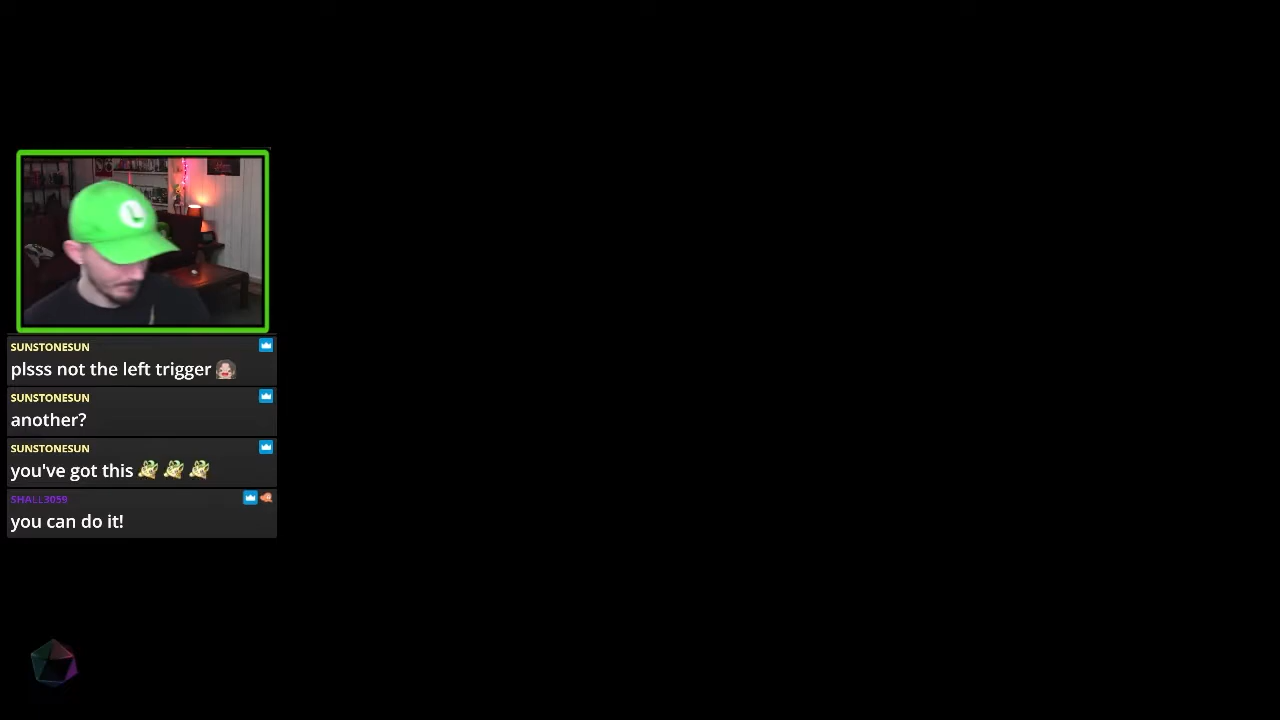 L
SUNSTONESUN
plsss not the left trigger
SUNSTONESUN
another?
SUNSTONESUN
you've got this
SHALL3059
you can do it!